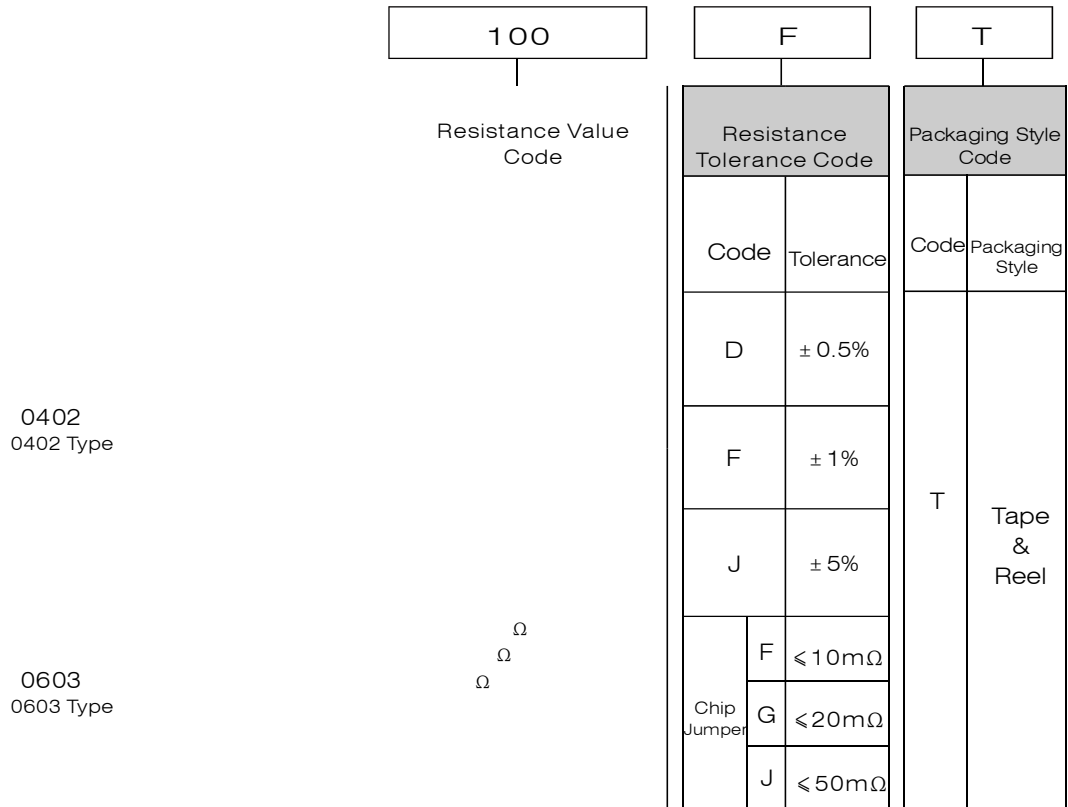 100
F
T
Resistance Value
Code
Resistance
Tolerance Code
Packaging Style
Code
Code
Tolerance
Code
Packaging
Style
D
± 0.5%
0402
0402 Type
F
± 1%
T
Tape
&
Reel
J
± 5%
Ω
Ω
Ω
0603
0603 Type
Chip
Jumper
F
⩽10mΩ
G
⩽20mΩ
J
⩽50mΩ